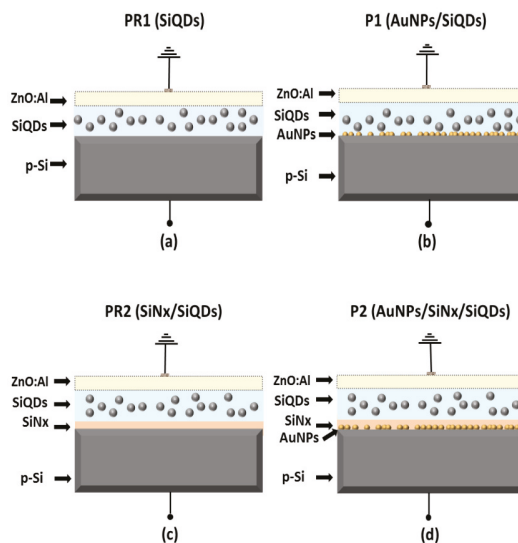 PR1 (SiQDs)
ZnO:Al
SiQDs
p-Si
(a)
P1 (AuNPs/SiQDs)
ZnO:Al
SiQDs
AuNPs
p-Si
(b)
PR2 (SiNx/SiQDs)
ZnO:Al
SiQDs
SiNx
p-Si
(c)
P2 (AuNPs/SiNx/SiQDs)
ZnO:Al
SiQDs
SiNx
AuNPs
p-Si
(d)